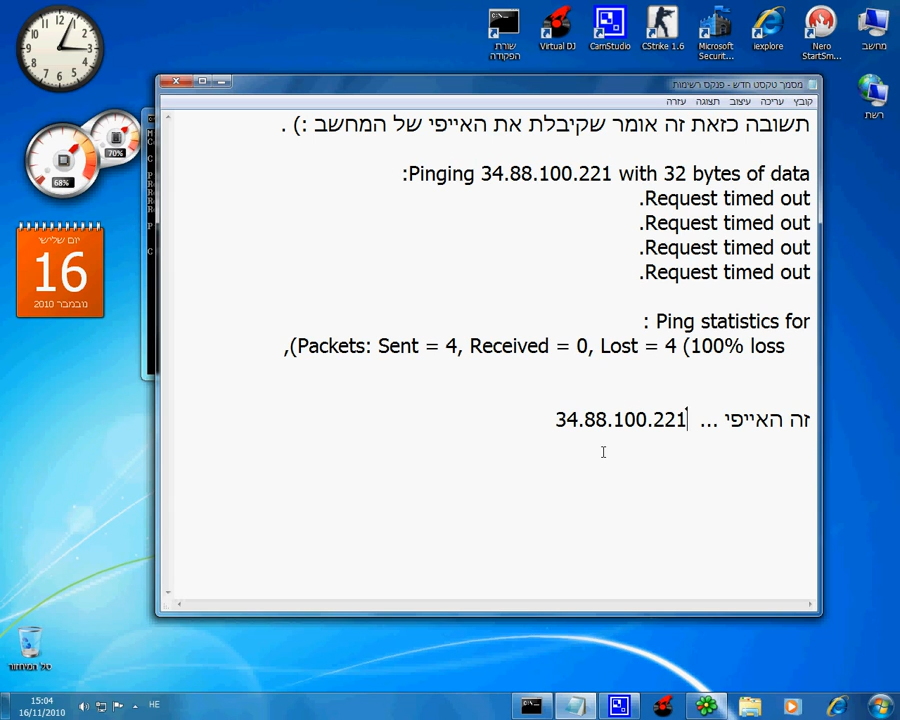 שורת הפקודה
Virtual DJ
CamStudio
CStrike 1.6
Microsoft Securit...
iexplore
Nero StartSm...
מחשב
רשת
מסמך טקסט חדש - פנקס רשימות
קובץ עריכה עיצוב תצוגה עזרה
תשובה כזאת זה אומר שקיבלת את האייפי של המחשב :) .
Pinging 34.88.100.221 with 32 bytes of data:
Request timed out.
Request timed out.
Request timed out.
Request timed out.
Ping statistics for :
Packets: Sent = 4, Received = 0, Lost = 4 (100% loss),
זה האייפי ... 34.88.100.221
70%
68%
יום שלישי
16
נובמבר 2010
סל המיחזור
HE
15:04
16/11/2010